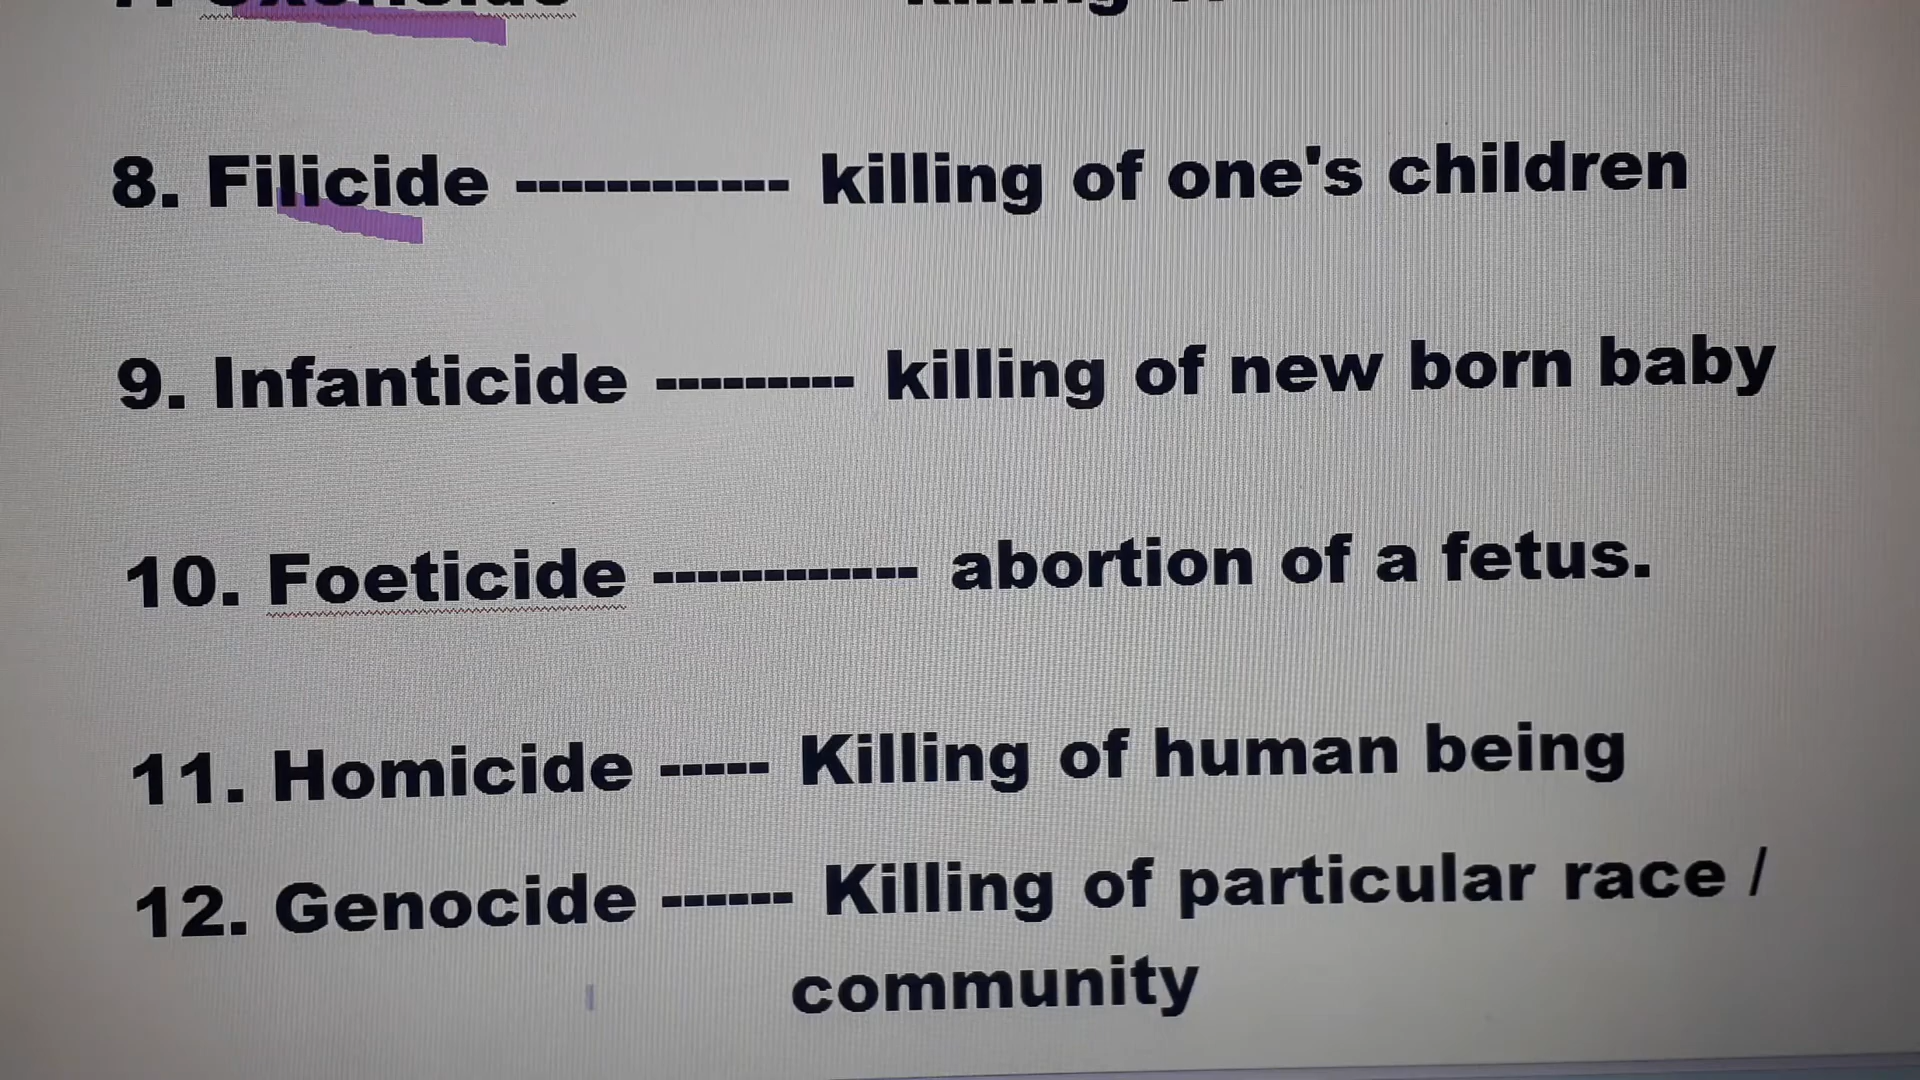 8. Filicide ------------ killing of one's children
9. Infanticide --------- killing of new born baby
10. Foeticide ------------ abortion of a fetus.
11. Homicide ----- Killing of human being
12. Genocide ------ Killing of particular race /
community